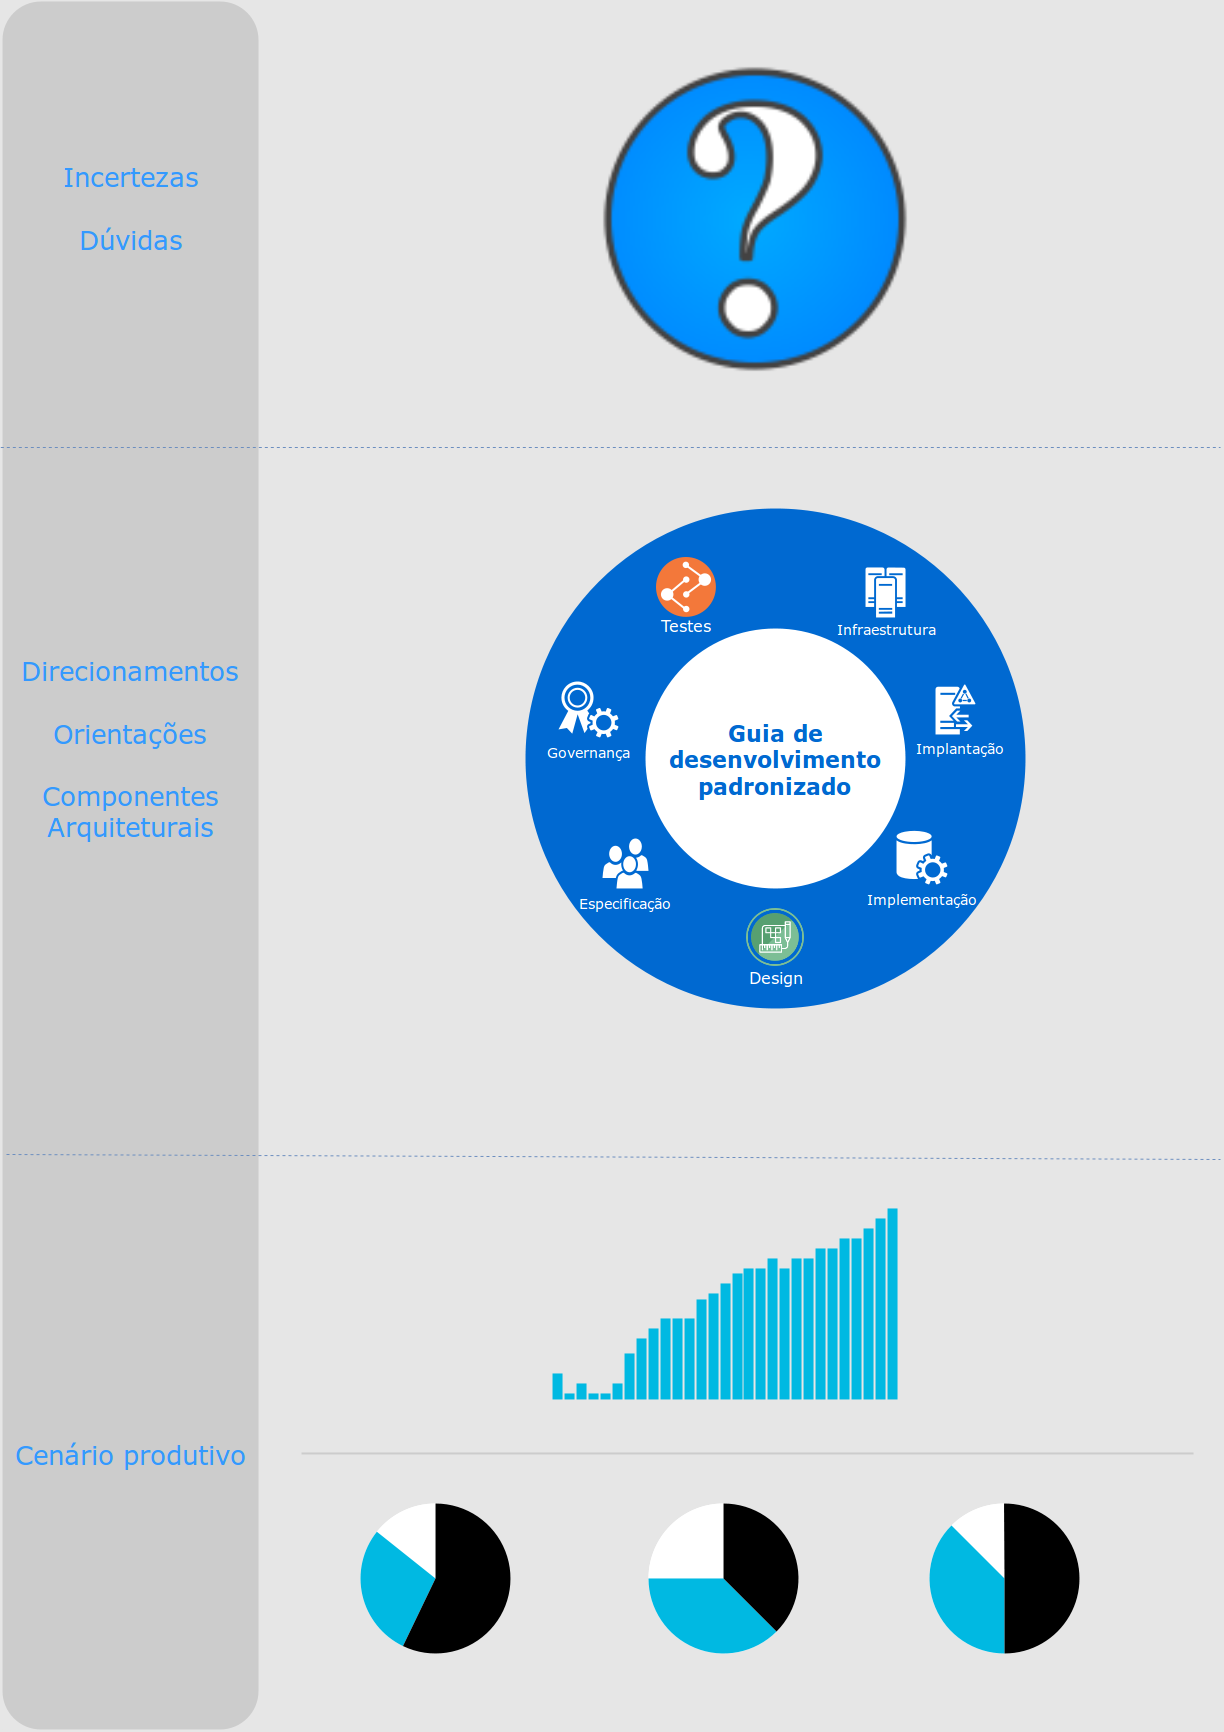 Incertezas
Dúvidas
Direcionamentos
Orientações
Componentes
Arquiteturais
Testes
Infraestrutura
Governança
Guia de
desenvolvimento
padronizado
Implantação
Especificação
Implementação
Design
Cenário produtivo